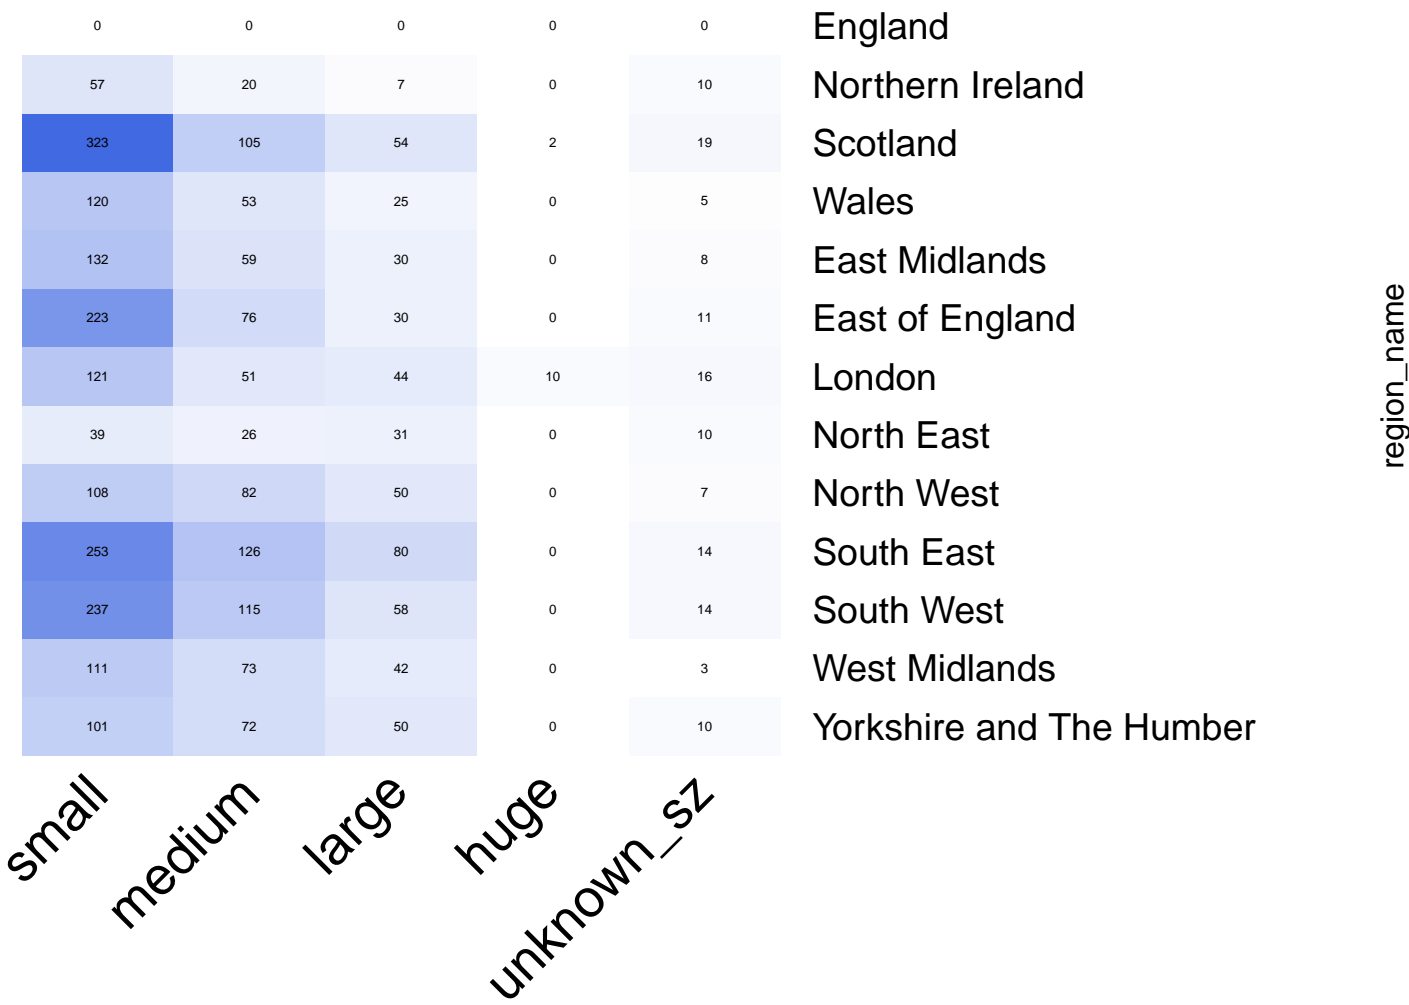 0 0 0 0 0 England
57 20 7 0 10 Northern Ireland
323 105 54 2 19 Scotland
120 53 25 0 5 Wales
132 59 30 0 8 East Midlands
223 76 30 0 11 East of England
121 51 44 10 16 London
39 26 31 0 10 North East
108 82 50 0 7 North West
253 126 80 0 14 South East
237 115 58 0 14 South West
111 73 42 0 3 West Midlands
101 72 50 0 10 Yorkshire and The Humber
small medium large huge unknown_sz
region_name